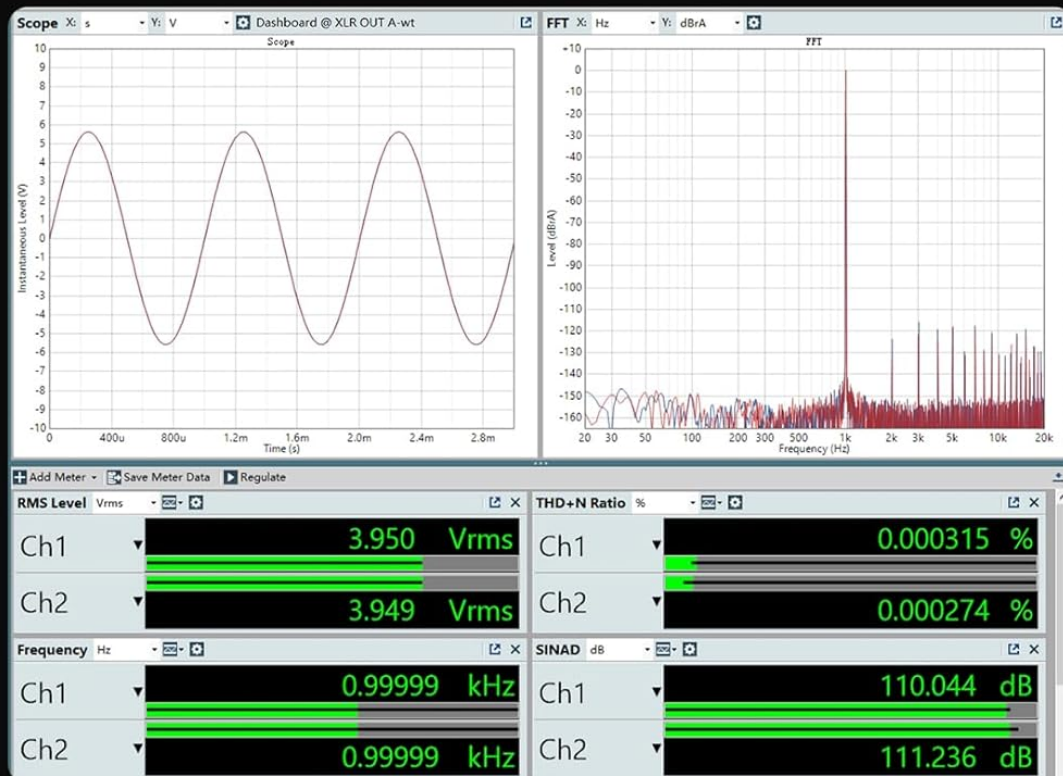 Scope X: s Y: V Dashboard @ XLR OUT A-wt
Scope
10
9
8
7
6
5
4
3
2
1
0
-1
-2
-3
-4
-5
-6
-7
-8
-9
-10
Instantaneous Level (V)
0 400u 800u 1.2m 1.6m 2.0m 2.4m 2.8m
Time (s)
FFT X: Hz Y: dBrA
FFT
+10
0
-10
-20
-30
-40
-50
-60
-70
-80
-90
-100
-110
-120
-130
-140
-150
-160
Level (dBrA)
20 30 50 100 200 300 500 1k 2k 3k 5k 10k 20k
Frequency (Hz)
Add Meter Save Meter Data Regulate
RMS Level Vrms
Ch1 3.950 Vrms
Ch2 3.949 Vrms
THD+N Ratio %
Ch1 0.000315 %
Ch2 0.000274 %
Frequency Hz
Ch1 0.99999 kHz
Ch2 0.99999 kHz
SINAD dB
Ch1 110.044 dB
Ch2 111.236 dB